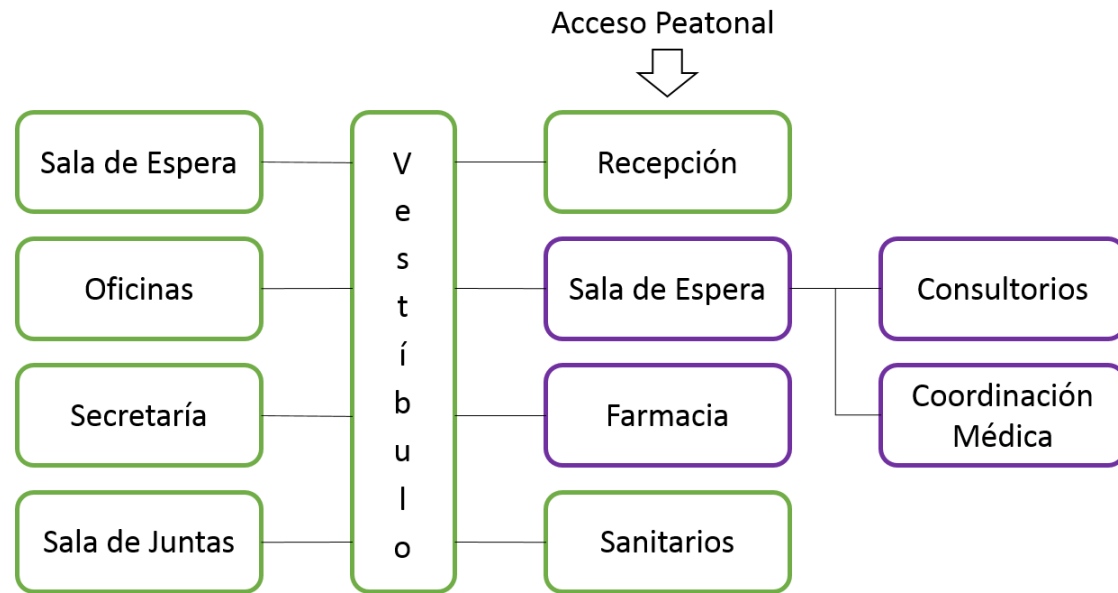 Acceso Peatonal
Sala de Espera
Vestíbulo
Recepción
Oficinas
Sala de Espera
Consultorios
Secretaría
Farmacia
Coordinación
Médica
Sala de Juntas
Sanitarios